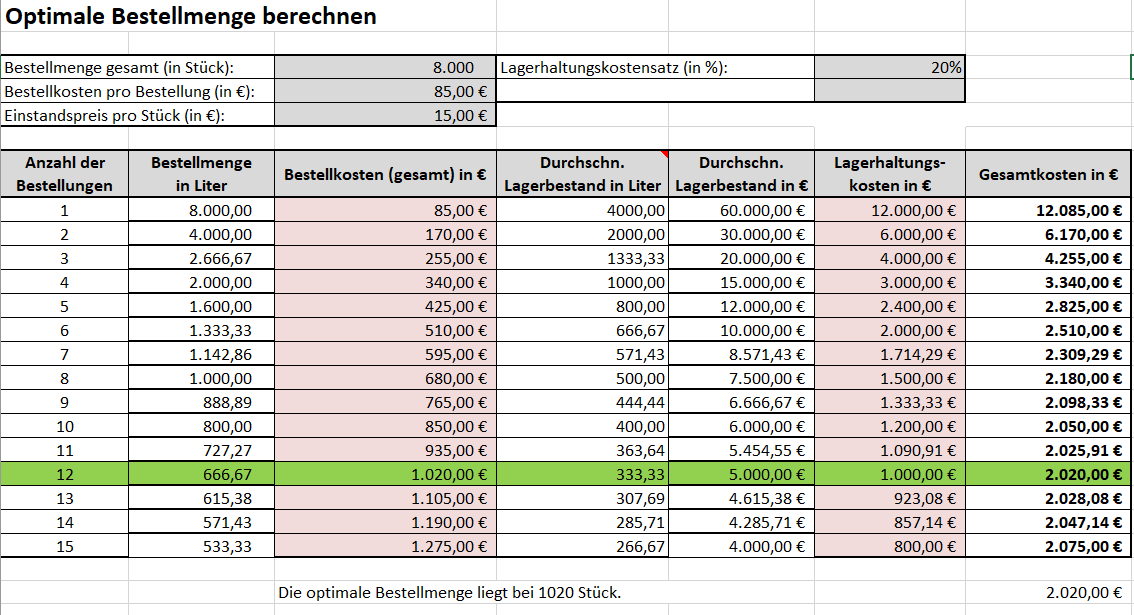 Optimale Bestellmenge berechnen
Bestellmenge gesamt (in Stück): 8.000 Lagerhaltungskostensatz (in %): 20%
Bestellkosten pro Bestellung (in €): 85,00 €
Einstandspreis pro Stück (in €): 15,00 €
Anzahl der Bestellmenge Durchschn. Durchschn. Lagerhaltungs-
Bestellungen in Liter Bestellkosten (gesamt) in € Lagerbestand in Liter Lagerbestand in € kosten in € Gesamtkosten in €
1 8.000,00 85,00 € 4000,00 60.000,00 € 12.000,00 € 12.085,00 €
2 4.000,00 170,00 € 2000,00 30.000,00 € 6.000,00 € 6.170,00 €
3 2.666,67 255,00 € 1333,33 20.000,00 € 4.000,00 € 4.255,00 €
4 2.000,00 340,00 € 1000,00 15.000,00 € 3.000,00 € 3.340,00 €
5 1.600,00 425,00 € 800,00 12.000,00 € 2.400,00 € 2.825,00 €
6 1.333,33 510,00 € 666,67 10.000,00 € 2.000,00 € 2.510,00 €
7 1.142,86 595,00 € 571,43 8.571,43 € 1.714,29 € 2.309,29 €
8 1.000,00 680,00 € 500,00 7.500,00 € 1.500,00 € 2.180,00 €
9 888,89 765,00 € 444,44 6.666,67 € 1.333,33 € 2.098,33 €
10 800,00 850,00 € 400,00 6.000,00 € 1.200,00 € 2.050,00 €
11 727,27 935,00 € 363,64 5.454,55 € 1.090,91 € 2.025,91 €
12 666,67 1.020,00 € 333,33 5.000,00 € 1.000,00 € 2.020,00 €
13 615,38 1.105,00 € 307,69 4.615,38 € 923,08 € 2.028,08 €
14 571,43 1.190,00 € 285,71 4.285,71 € 857,14 € 2.047,14 €
15 533,33 1.275,00 € 266,67 4.000,00 € 800,00 € 2.075,00 €
Die optimale Bestellmenge liegt bei 1020 Stück. 2.020,00 €